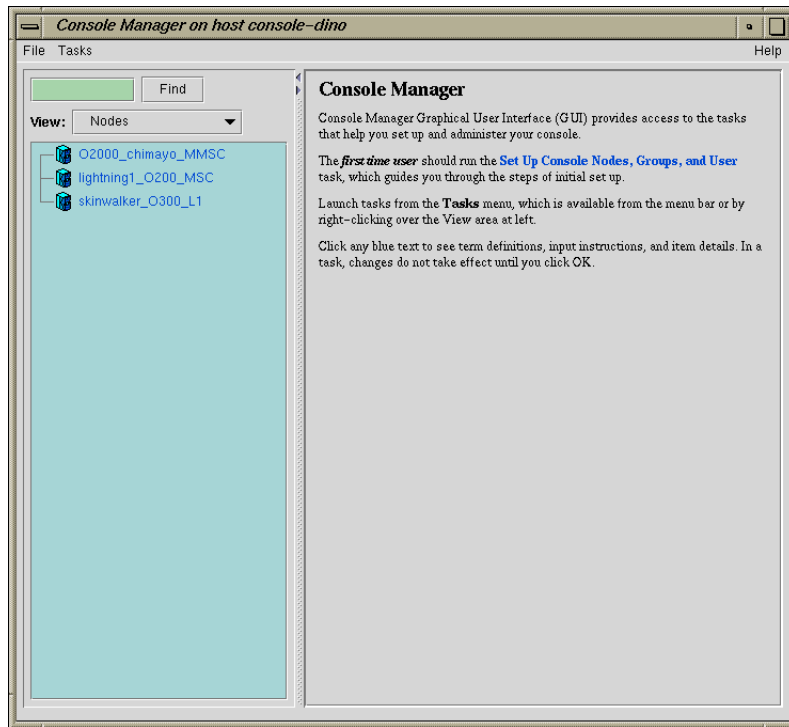 Console Manager on host console-dino
File Tasks Help
Find
View: Nodes
O2000_chimayo_MMSC
lightning1_O200_MSC
skinwalker_O300_L1
Console Manager
Console Manager Graphical User Interface (GUI) provides access to the tasks
that help you set up and administer your console.
The first time user should run the Set Up Console Nodes, Groups, and User
task, which guides you through the steps of initial set up.
Launch tasks from the Tasks menu, which is available from the menu bar or by
right-clicking over the View area at left.
Click any blue text to see term definitions, input instructions, and item details. In a
task, changes do not take effect until you click OK.